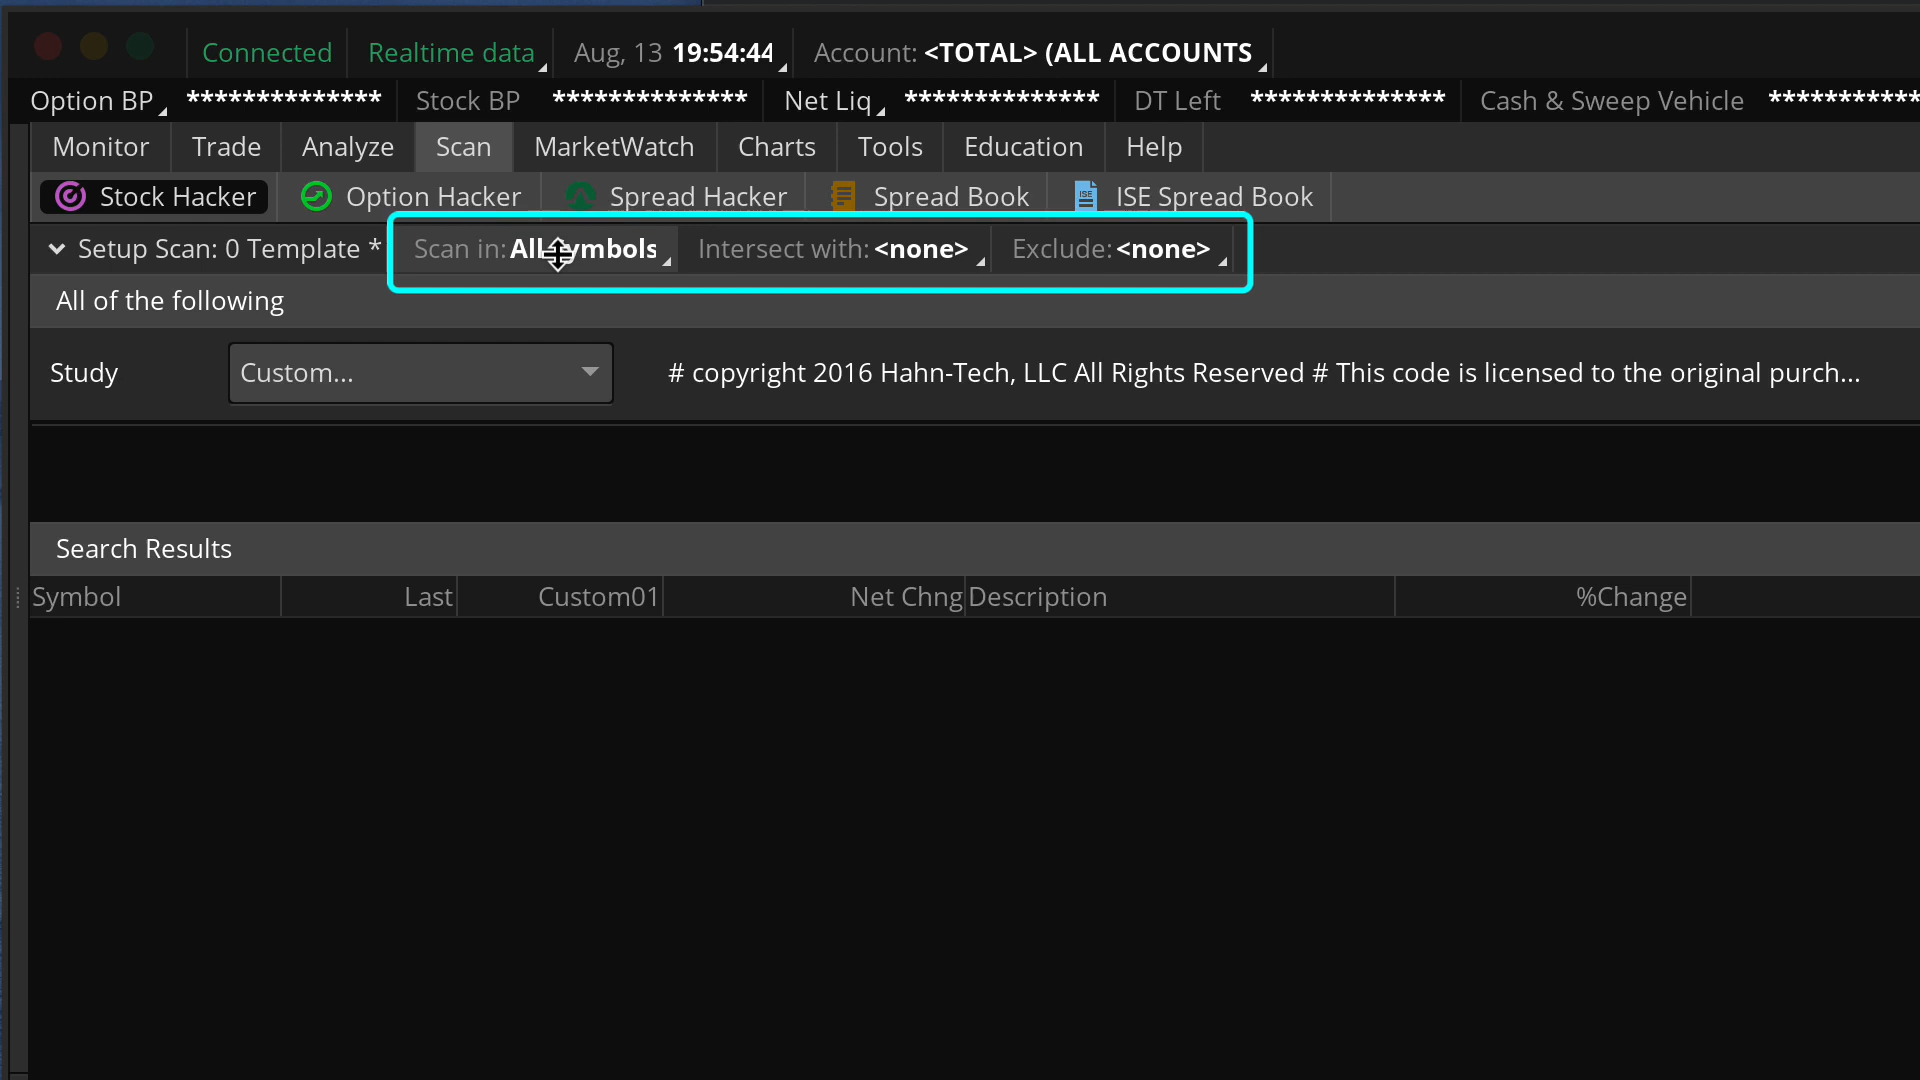 Connected Realtime data Aug, 13 19:54:44 Account: <TOTAL> (ALL ACCOUNTS
Option BP ************** Stock BP ************** Net Liq ************** DT Left ************** Cash & Sweep Vehicle ***********
Monitor Trade Analyze Scan MarketWatch Charts Tools Education Help
Stock Hacker Option Hacker Spread Hacker Spread Book ISE ISE Spread Book
Setup Scan: 0 Template * Scan in: All Symbols Intersect with: <none> Exclude: <none>
All of the following
Study Custom... # copyright 2016 Hahn-Tech, LLC All Rights Reserved # This code is licensed to the original purch...
Search Results
Symbol Last Custom01 Net Chng Description %Change